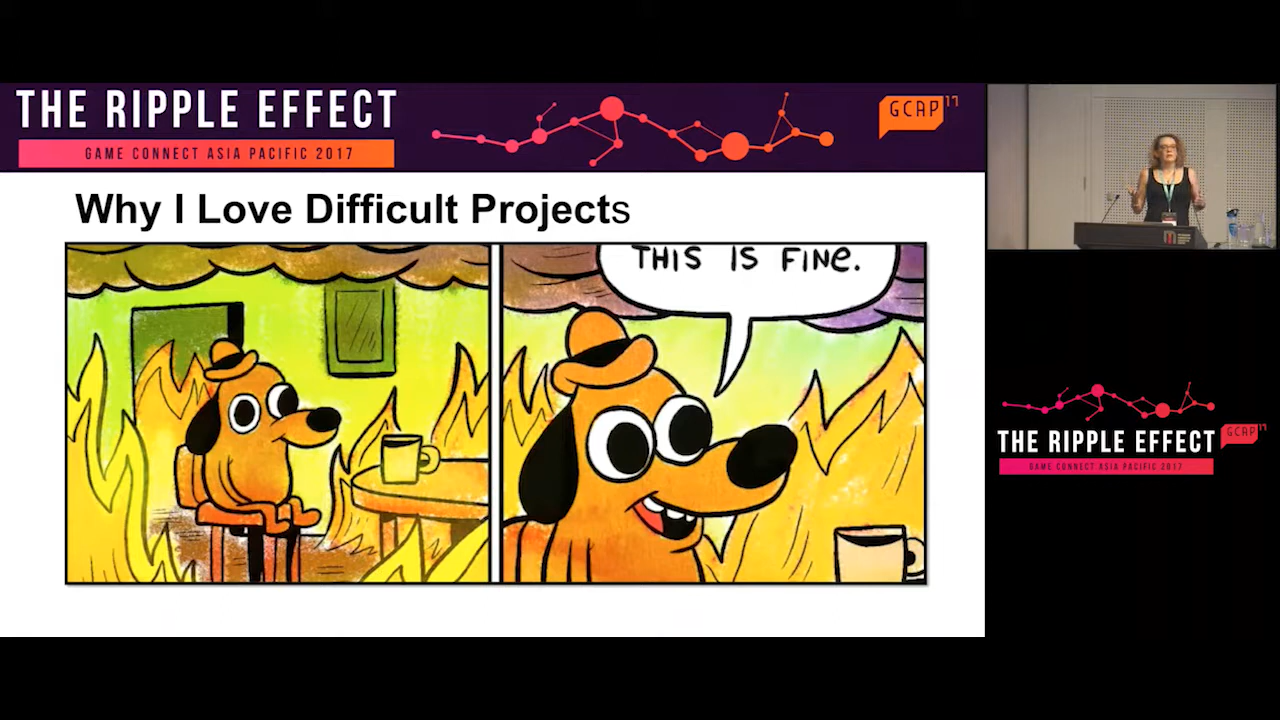 THE RIPPLE EFFECT
GAME CONNECT ASIA PACIFIC 2017
GCAP 17
Why I Love Difficult Projects
THIS IS FINE.
THE RIPPLE EFFECT
GCAP 17
GAME CONNECT ASIA PACIFIC 2017